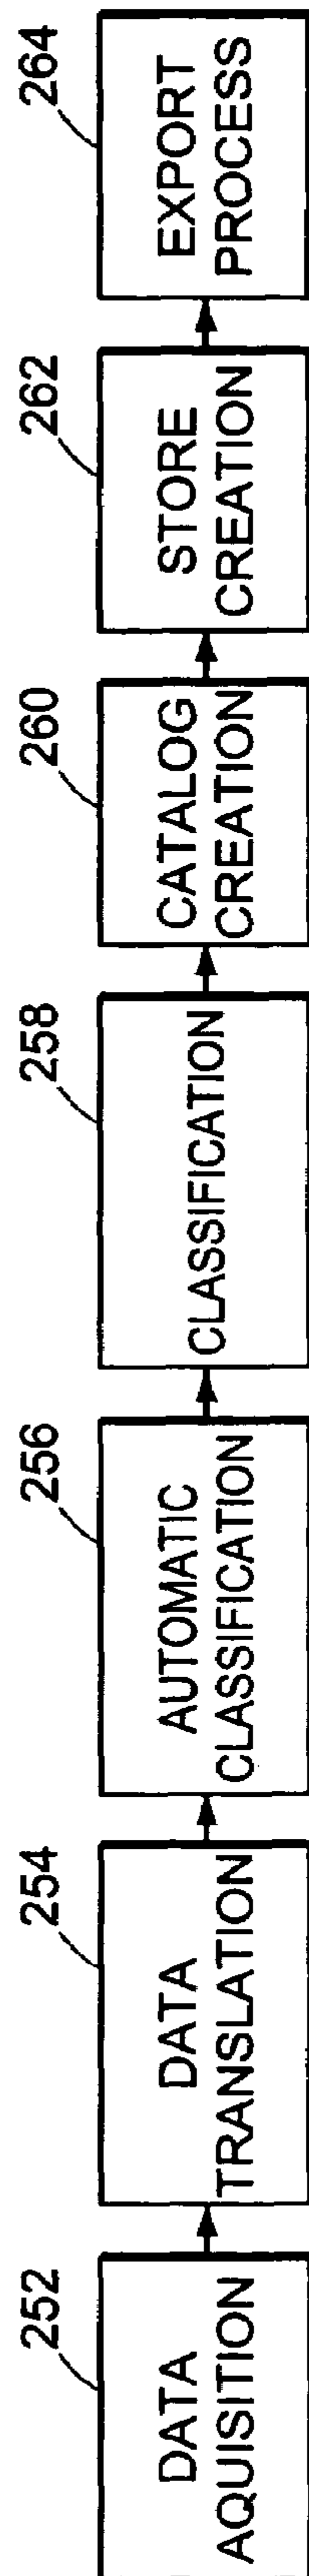 252
DATA
AQUISITION
254
DATA
TRANSLATION
256
AUTOMATIC
CLASSIFICATION
258
CLASSIFICATION
260
CATALOG
CREATION
262
STORE
CREATION
264
EXPORT
PROCESS